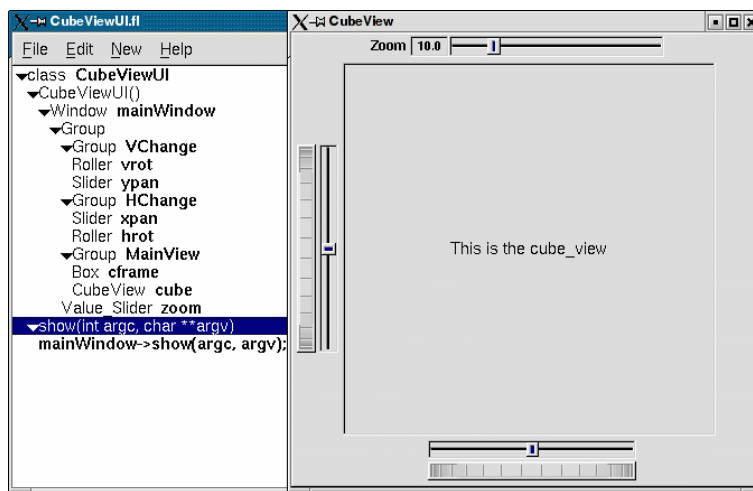 CubeViewUI.fl
File Edit New Help
class CubeViewUI
CubeViewUI()
Window mainWindow
Group
Group VChange
Roller vrot
Slider ypan
Group HChange
Slider xpan
Roller hrot
Group MainView
Box cframe
CubeView cube
Value_Slider zoom
show(int argc, char **argv)
mainWindow->show(argc, argv);
CubeView
Zoom 10.0
This is the cube_view